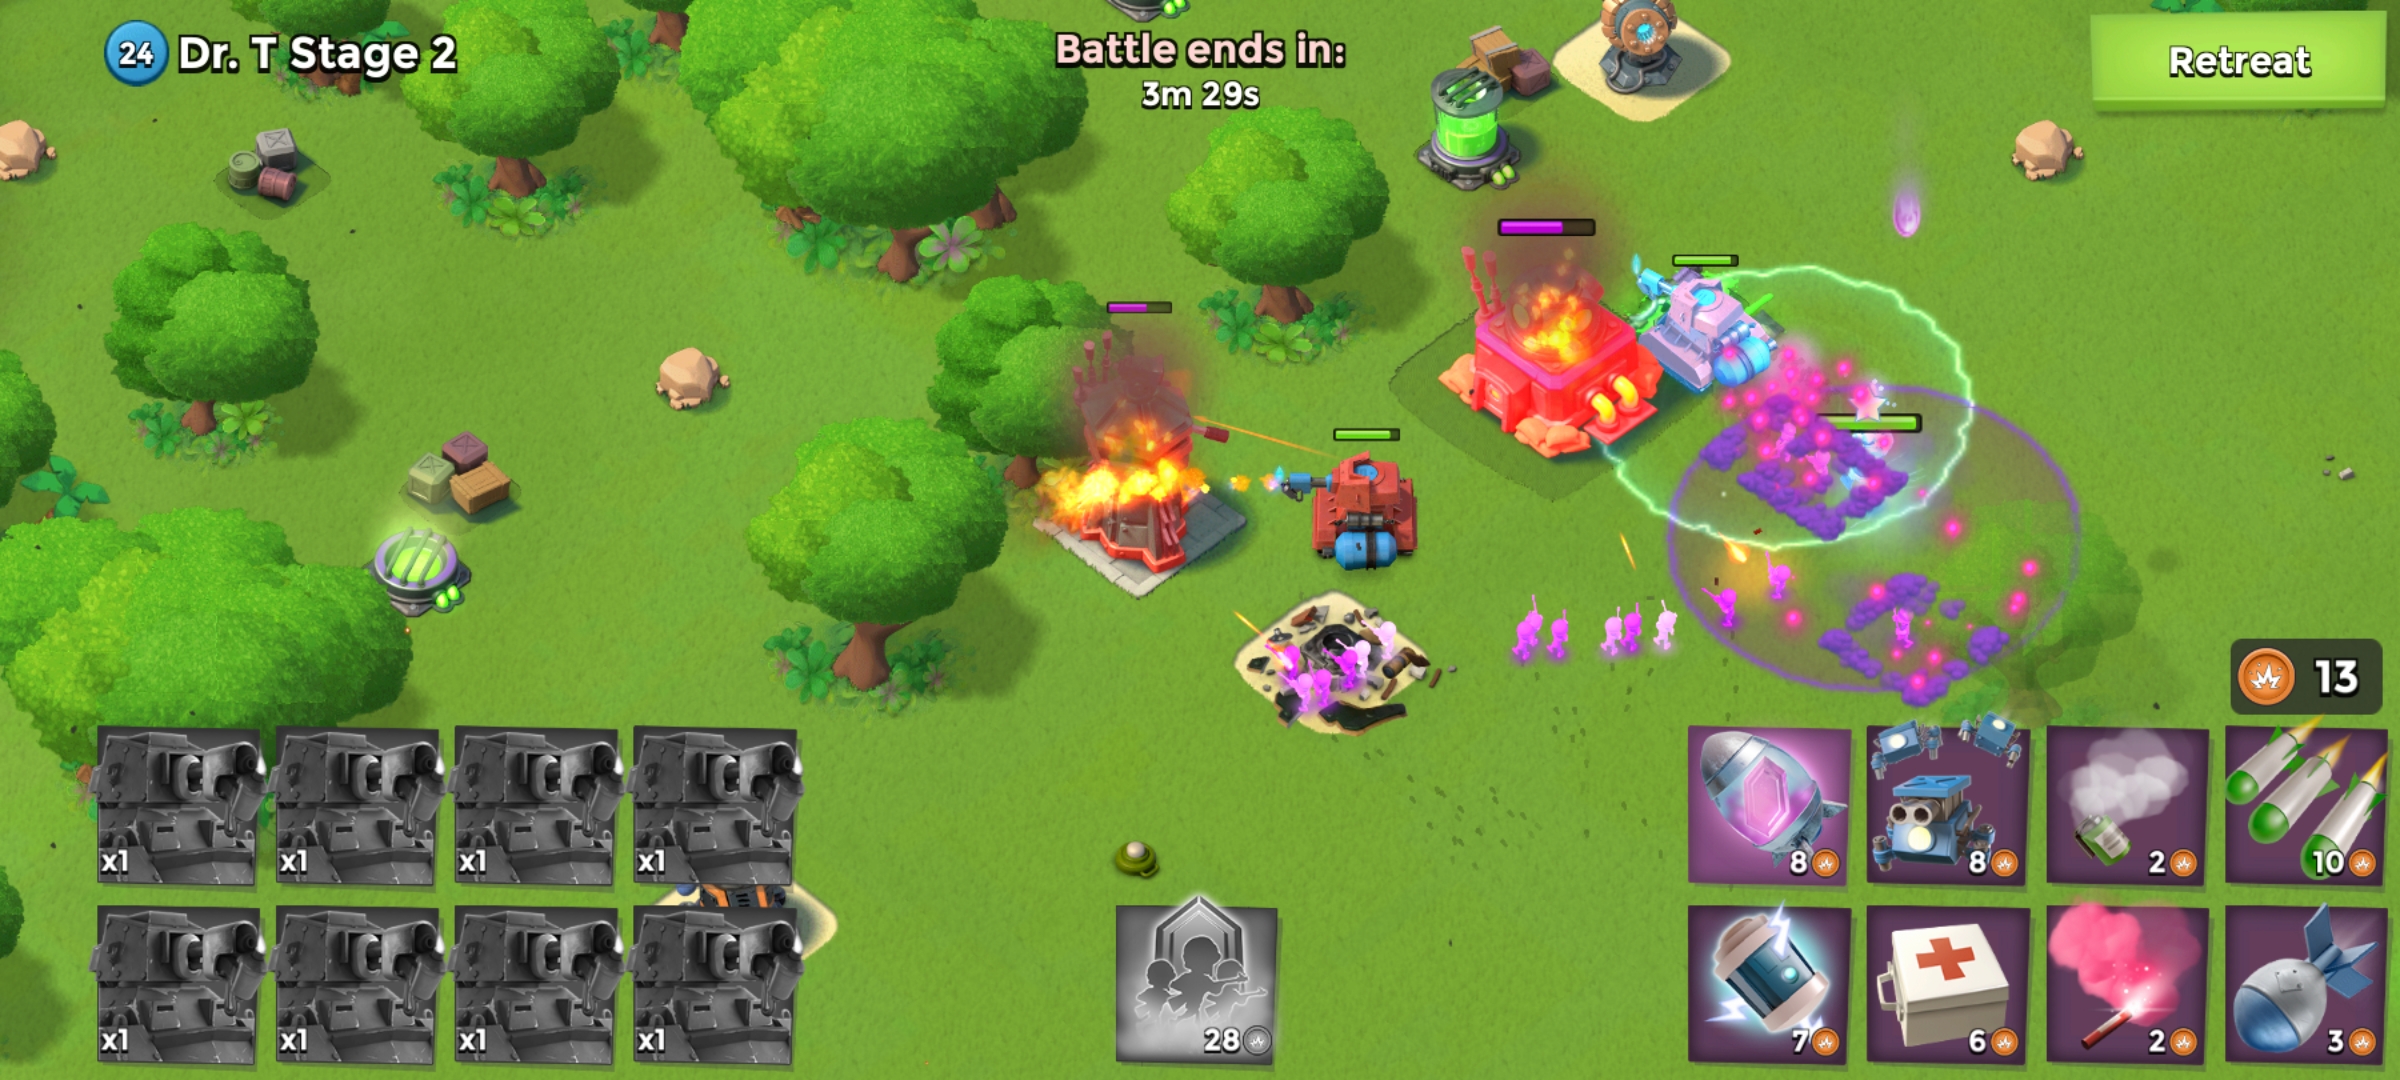 24 Dr. T Stage 2
Battle ends in:
3m 29s
Retreat
13
x1 x1 x1 x1
8 8 2 10
x1 x1 x1 x1
28
7 6 2 3